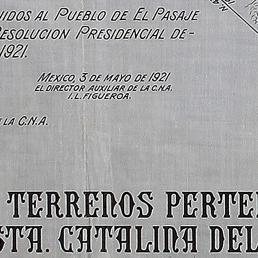 UIDOS AL PUEBLO DE EL PASAJE
RESOLUCION PRESIDENCIAL DE-
1921.
MEXICO, 3 DE MAYO DE 1921
EL DIRECTOR AUXILIAR DE LA C.N.A.
I.L. FIGUEROA.
LA C.N.A.
TERRENOS PERTE
STA. CATALINA DEL